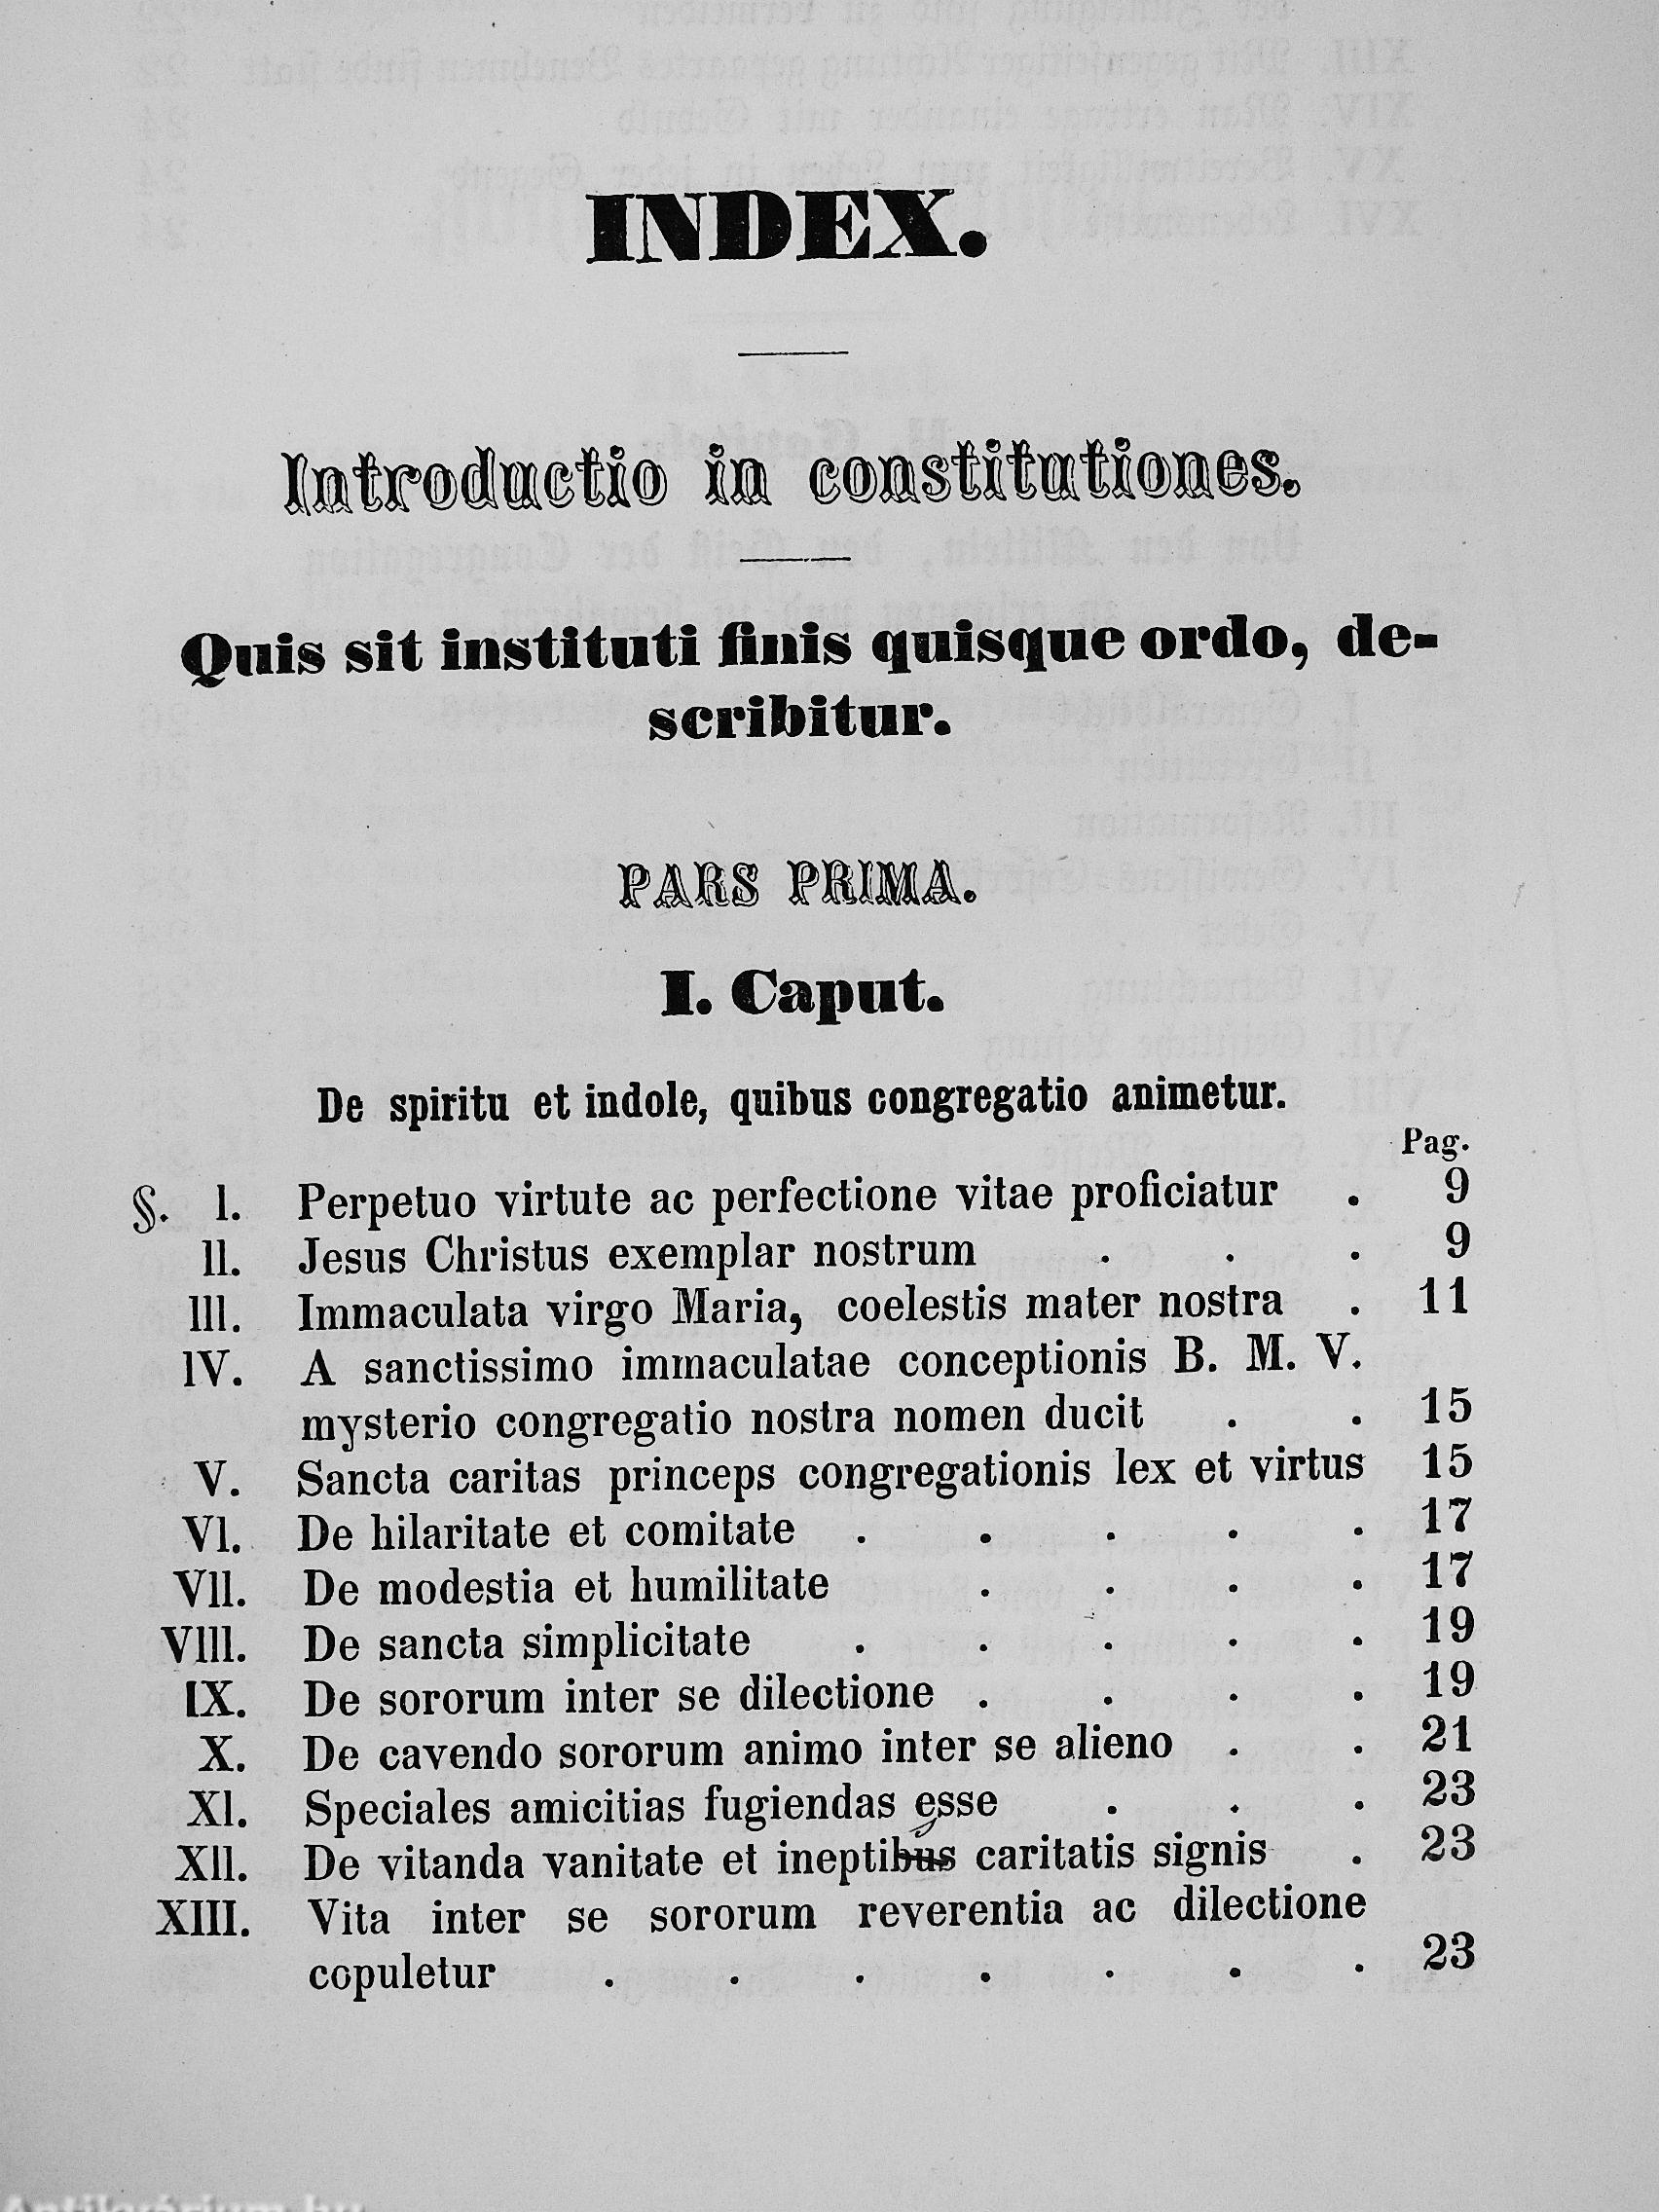 INDEX.
Introductio in constitutiones.
Quis sit instituti finis quisque ordo, de-
scribitur.
PARS PRIMA.
I. Caput.
De spiritu et indole, quibus congregatio animetur.
Pag.
§. I. Perpetuo virtute ac perfectione vitae proficiatur . 9
II. Jesus Christus exemplar nostrum . . . 9
III. Immaculata virgo Maria, coelestis mater nostra . 11
IV. A sanctissimo immaculatae conceptionis B. M. V.
mysterio congregatio nostra nomen ducit . . 15
V. Sancta caritas princeps congregationis lex et virtus 15
VI. De hilaritate et comitate . . . . . 17
VII. De modestia et humilitate . . . . 17
VIII. De sancta simplicitate . . . . . 19
IX. De sororum inter se dilectione . . . . 19
X. De cavendo sororum animo inter se alieno . . 21
XI. Speciales amicitias fugiendas esse . . . 23
XII. De vitanda vanitate et ineptibus caritatis signis . 23
XIII. Vita inter se sororum reverentia ac dilectione
copuletur . . . . . . . 23